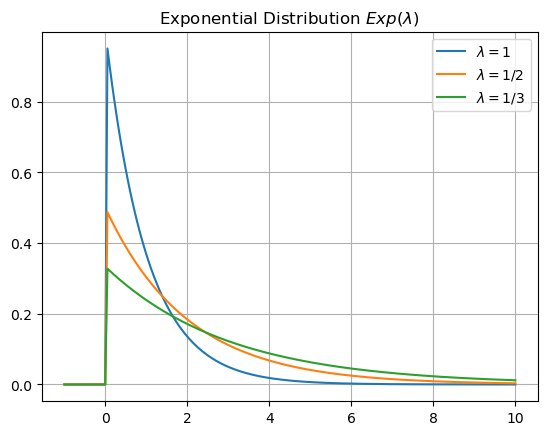 Exponential Distribution Exp(λ)
λ = 1
λ = 1/2
λ = 1/3
0.8
0.6
0.4
0.2
0.0
0 2 4 6 8 10